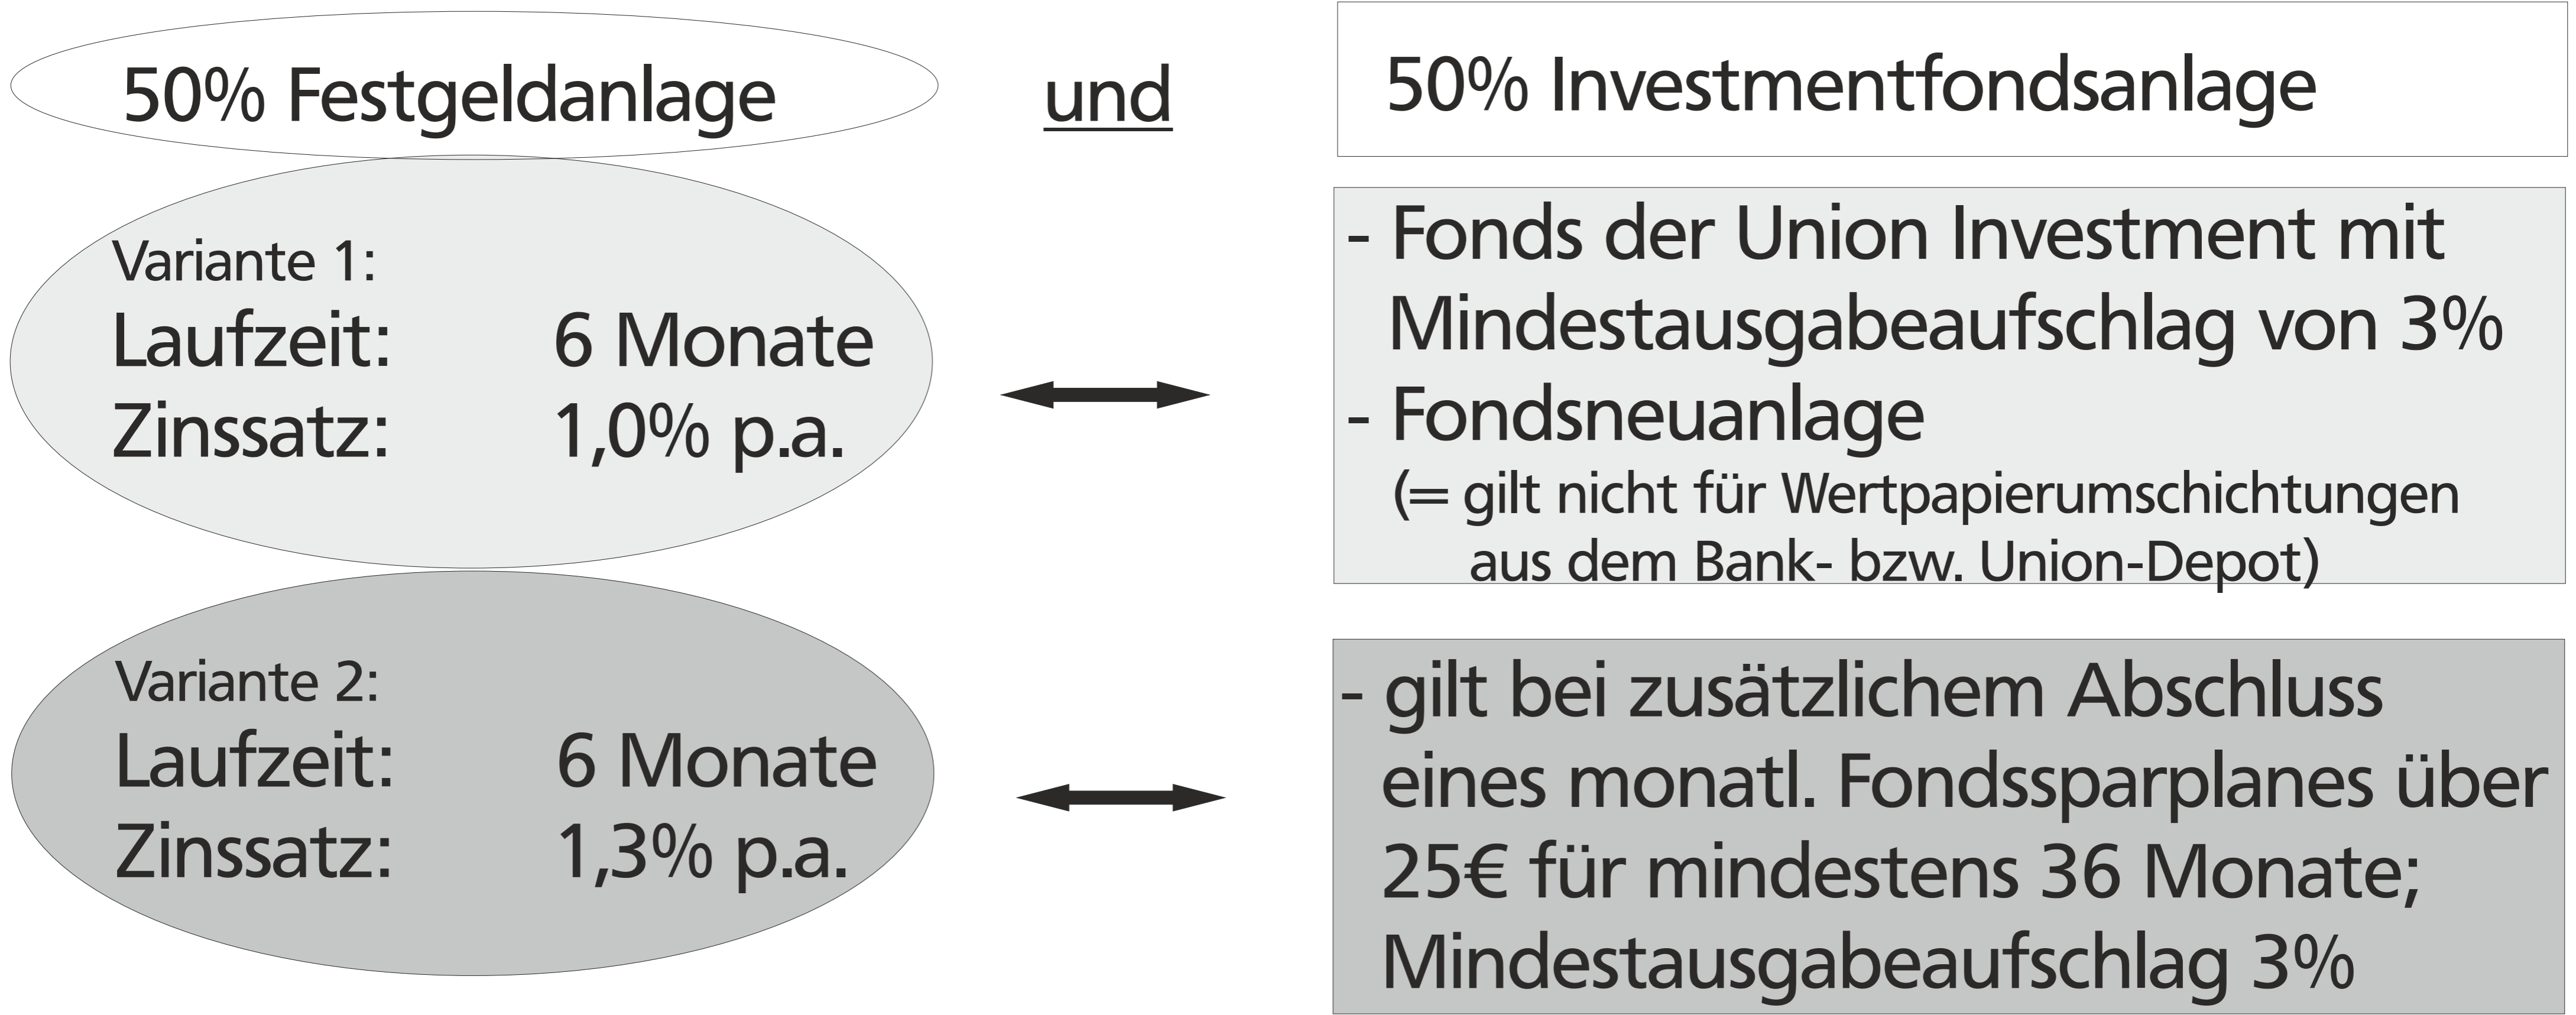 50% Festgeldanlage
und
50% Investmentfondsanlage
Variante 1:
Laufzeit: 6 Monate
Zinssatz: 1,0% p.a.
- Fonds der Union Investment mit
Mindestausgabeaufschlag von 3%
- Fondsneuanlage
(= gilt nicht für Wertpapierumschichtungen
aus dem Bank- bzw. Union-Depot)
Variante 2:
Laufzeit: 6 Monate
Zinssatz: 1,3% p.a.
- gilt bei zusätzlichem Abschluss
eines monatl. Fondssparplanes über
25€ für mindestens 36 Monate;
Mindestausgabeaufschlag 3%